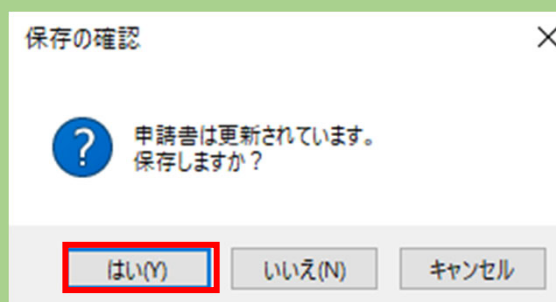 保存の確認
申請書は更新されています。
保存しますか？
はい(Y)
いいえ(N)
キャンセル